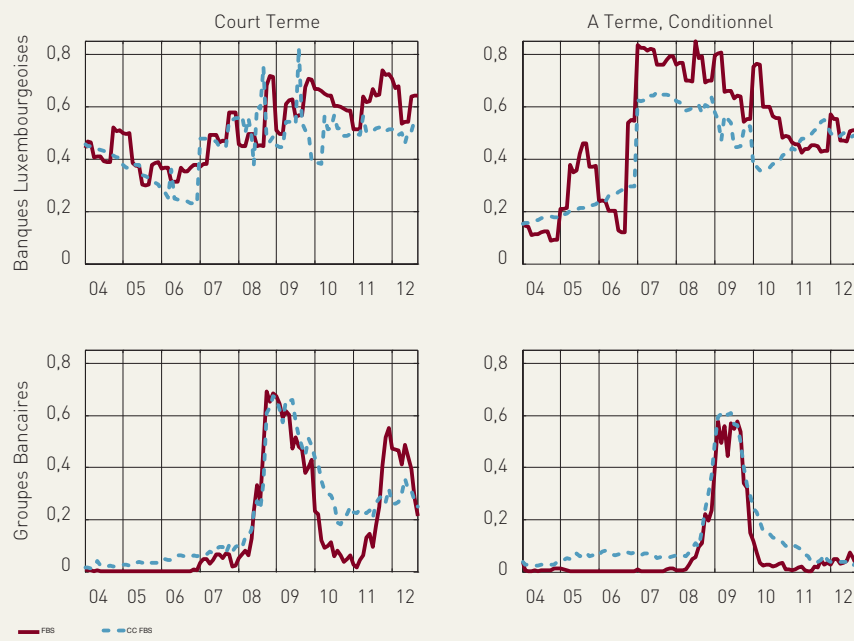 Court Terme
A Terme, Conditionnel
Banques Luxembourgeoises
0,8
0,6
0,4
0,2
0
04 05 06 07 08 09 10 11 12
0,8
0,6
0,4
0,2
0
04 05 06 07 08 09 10 11 12
Groupes Bancaires
0,8
0,6
0,4
0,2
0
04 05 06 07 08 09 10 11 12
0,8
0,6
0,4
0,2
0
04 05 06 07 08 09 10 11 12
FBS
CC FBS